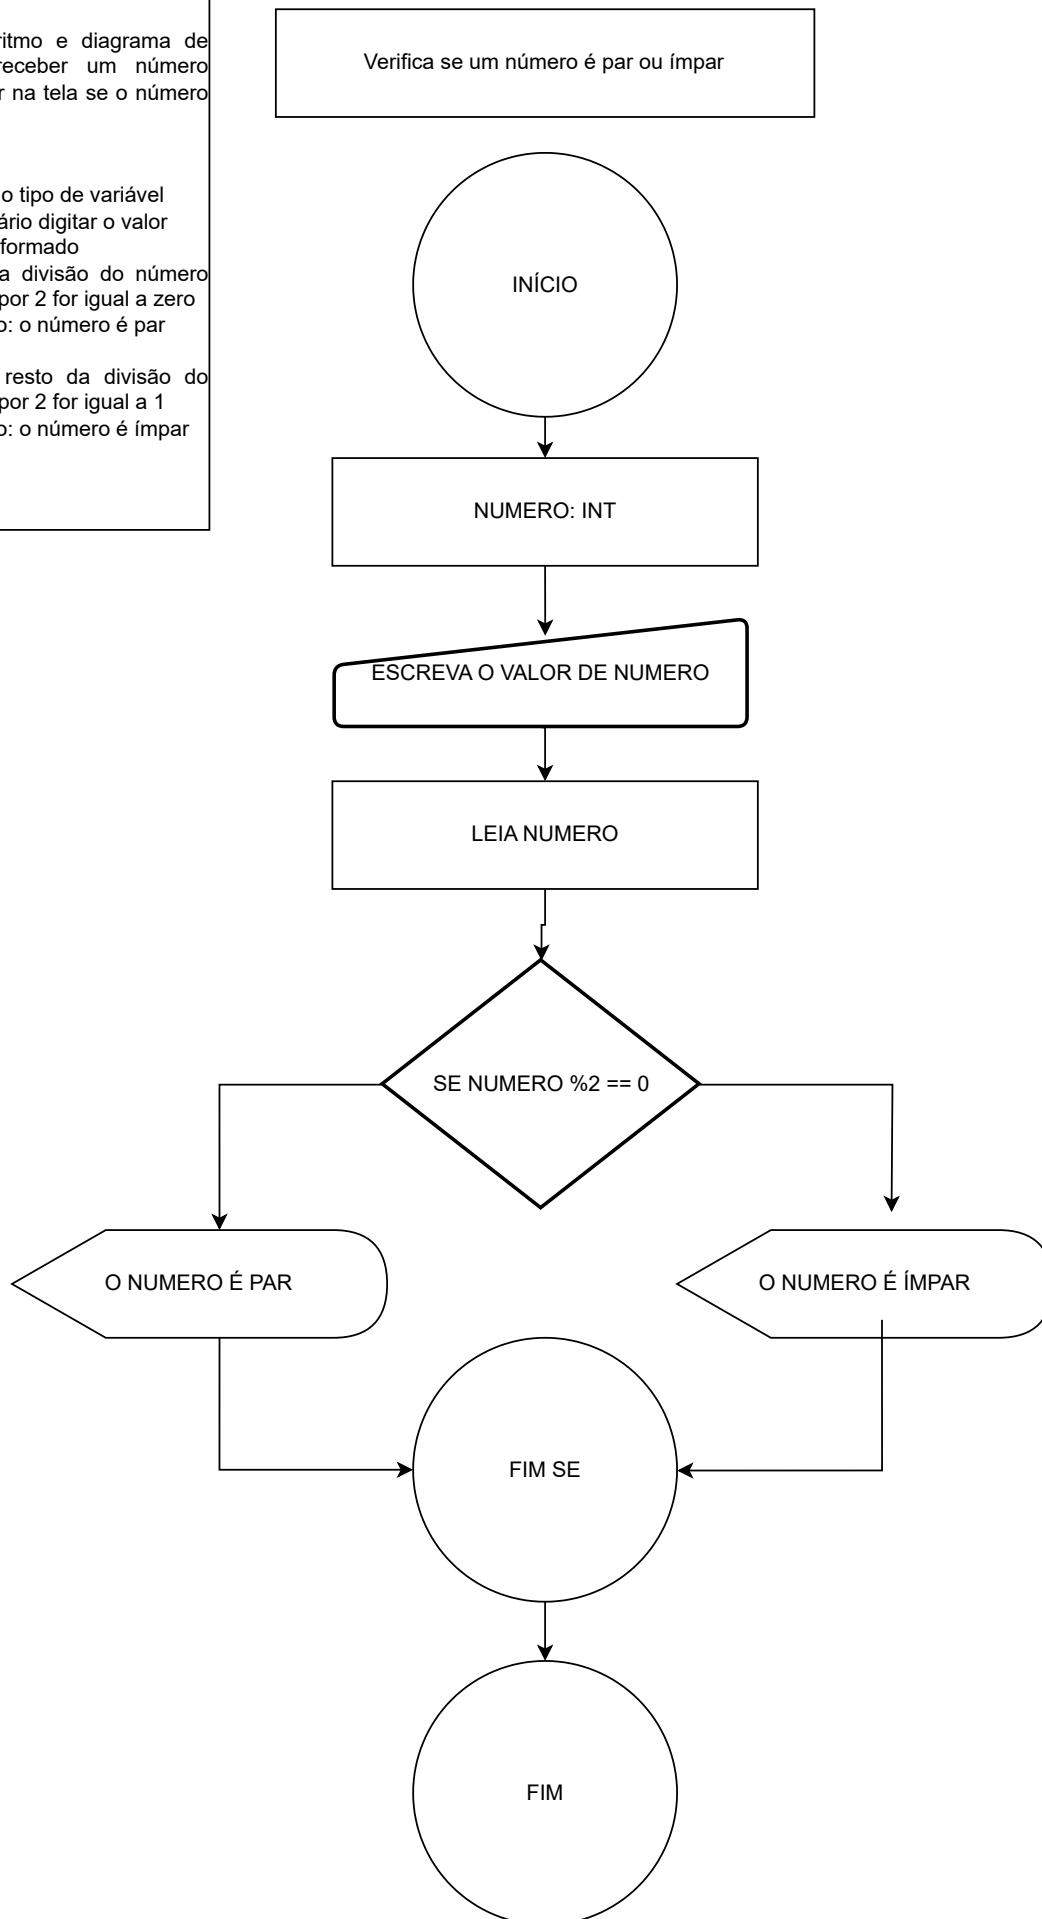 ritmo e diagrama de
receber um número
r na tela se o número
o tipo de variável
ário digitar o valor
formado
a divisão do número
por 2 for igual a zero
o: o número é par
resto da divisão do
por 2 for igual a 1
o: o número é ímpar
Verifica se um número é par ou ímpar
INÍCIO
NUMERO: INT
ESCREVA O VALOR DE NUMERO
LEIA NUMERO
SE NUMERO %2 == 0
O NUMERO É PAR
O NUMERO É ÍMPAR
FIM SE
FIM